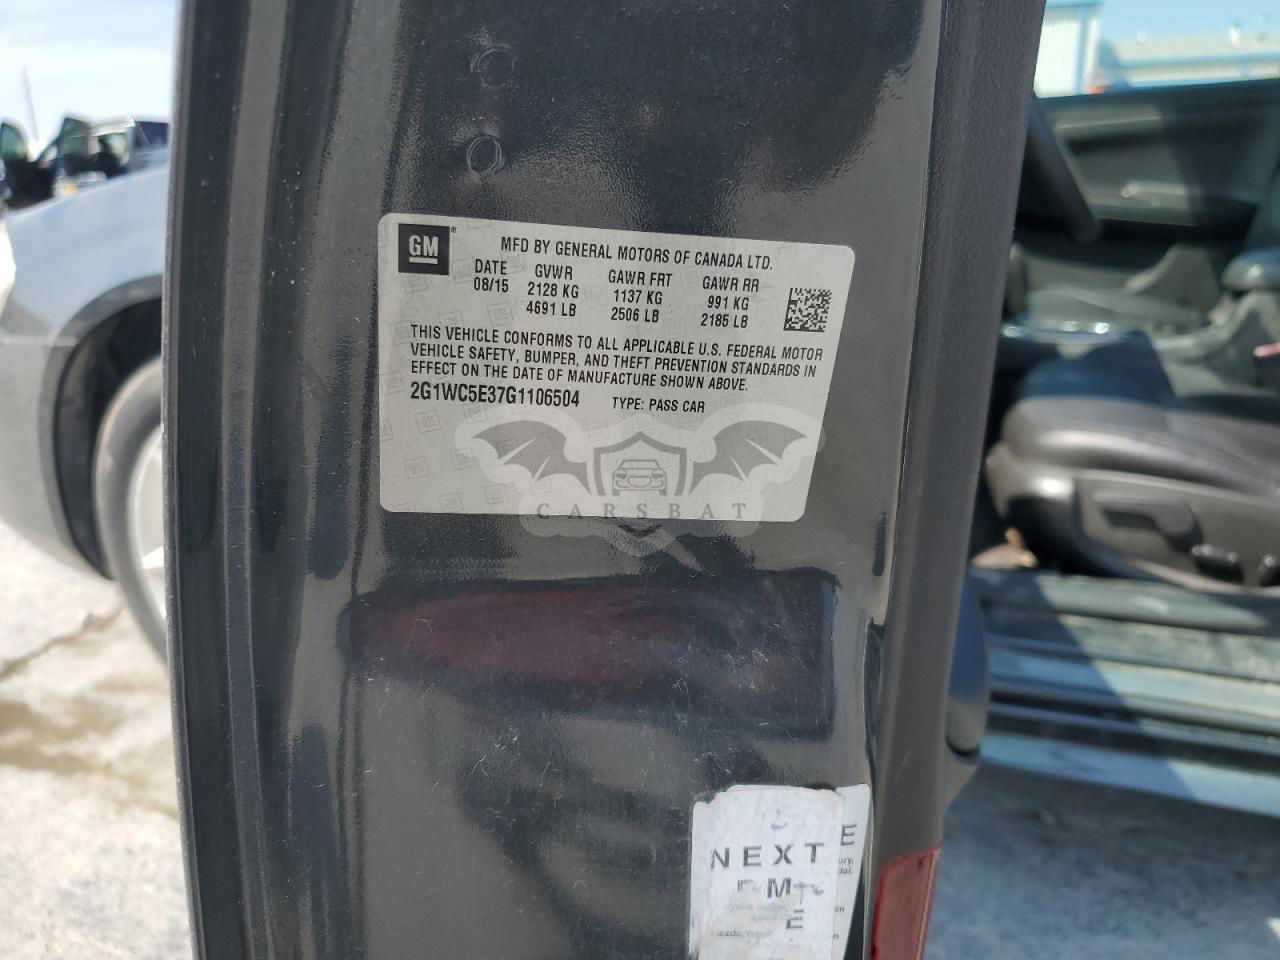 GM
MFD BY GENERAL MOTORS OF CANADA LTD.
DATE GVWR GAWR FRT GAWR RR
08/15 2128 KG 1137 KG 991 KG
4691 LB 2506 LB 2185 LB
THIS VEHICLE CONFORMS TO ALL APPLICABLE U.S. FEDERAL MOTOR
VEHICLE SAFETY, BUMPER, AND THEFT PREVENTION STANDARDS IN
EFFECT ON THE DATE OF MANUFACTURE SHOWN ABOVE.
2G1WC5E37G1106504 TYPE: PASS CAR
CARSBAT
E
NEXT
M
E